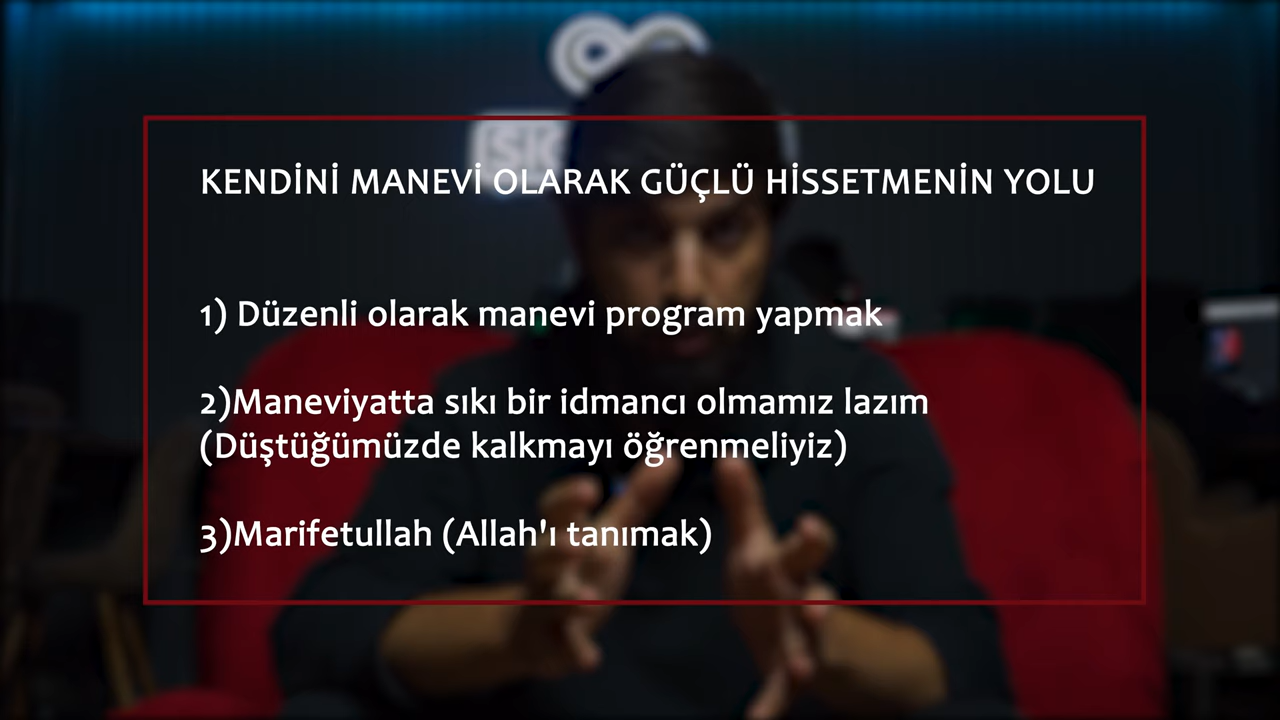 KENDİNİ MANEVİ OLARAK GÜÇLÜ HİSSETMENİN YOLU
1) Düzenli olarak manevi program yapmak
2)Maneviyatta sıkı bir idmancı olmamız lazım
(Düştüğümüzde kalkmayı öğrenmeliyiz)
3)Marifetullah (Allah'ı tanımak)